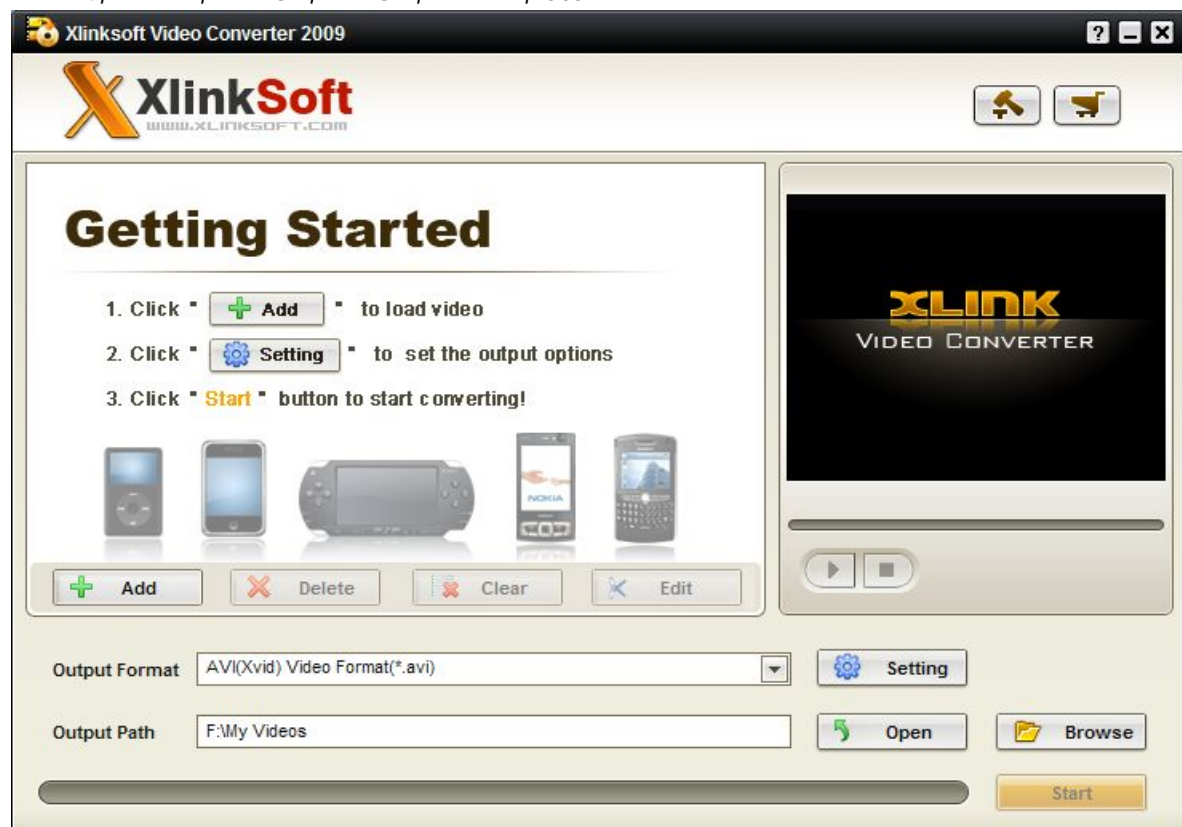 Xlinksoft Video Converter 2009
XlinkSoft
www.XLINKSOFT.COM
Getting Started
1. Click " Add " to load video
2. Click " Setting " to set the output options
3. Click " Start " button to start converting!
NOKIA
XLINK
VIDEO CONVERTER
Add
Delete
Clear
Edit
Output Format
AVI(Xvid) Video Format(*.avi)
Setting
Output Path
F:\My Videos
Open
Browse
Start